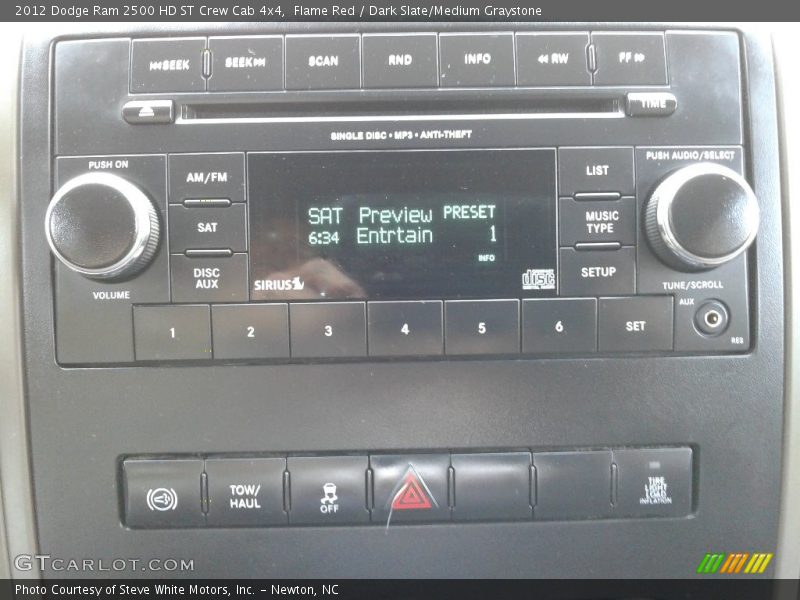 2012 Dodge Ram 2500 HD ST Crew Cab 4x4,  Flame Red / Dark Slate/Medium Graystone
SEEK SEEK SCAN RND INFO RW FF
TIME
SINGLE DISC • MP3 • ANTI-THEFT
PUSH ON
PUSH AUDIO/SELECT
AM/FM
LIST
SAT Preview PRESET
SAT
MUSIC TYPE
6:34 Entrtain 1
INFO
DISC AUX
SETUP
SIRIUS
disc
VOLUME
TUNE/SCROLL
AUX
1 2 3 4 5 6 SET
RES
TOW/HAUL
OFF
TIRE
LIGHT
LOAD
INFLATION
GTCARLOT.COM
Photo Courtesy of Steve White Motors, Inc. – Newton, NC